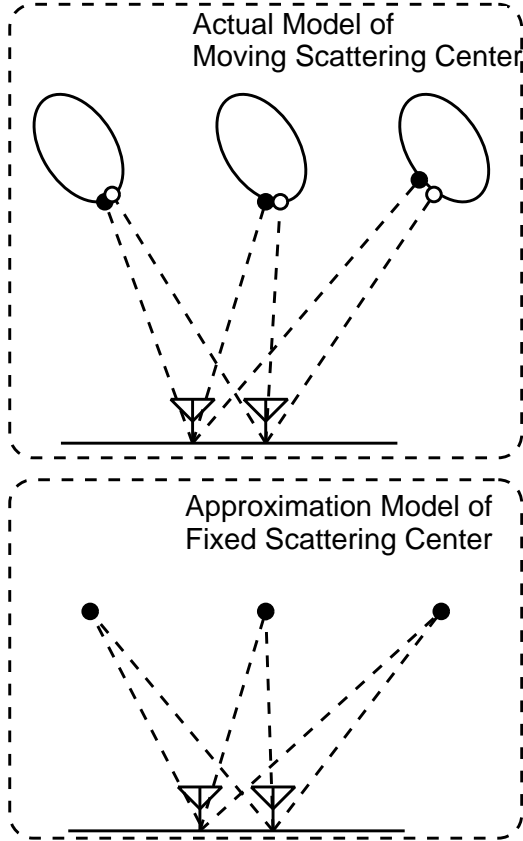 Actual Model of
Moving Scattering Center
Approximation Model of
Fixed Scattering Center